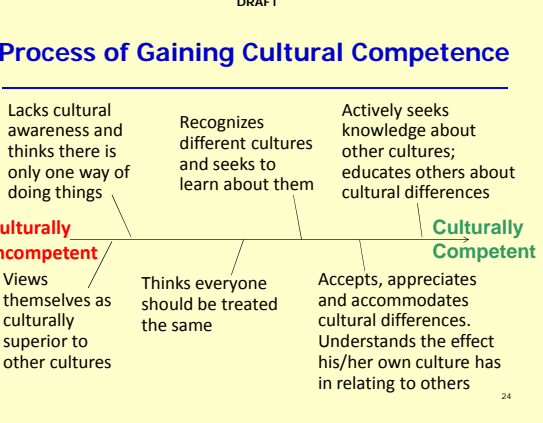 DRAFT
Process of Gaining Cultural Competence
Lacks cultural
awareness and
thinks there is
only one way of
doing things
Recognizes
different cultures
and seeks to
learn about them
Actively seeks
knowledge about
other cultures;
educates others about
cultural differences
ulturally
ncompetent
Culturally
Competent
Views
themselves as
culturally
superior to
other cultures
Thinks everyone
should be treated
the same
Accepts, appreciates
and accommodates
cultural differences.
Understands the effect
his/her own culture has
in relating to others
24